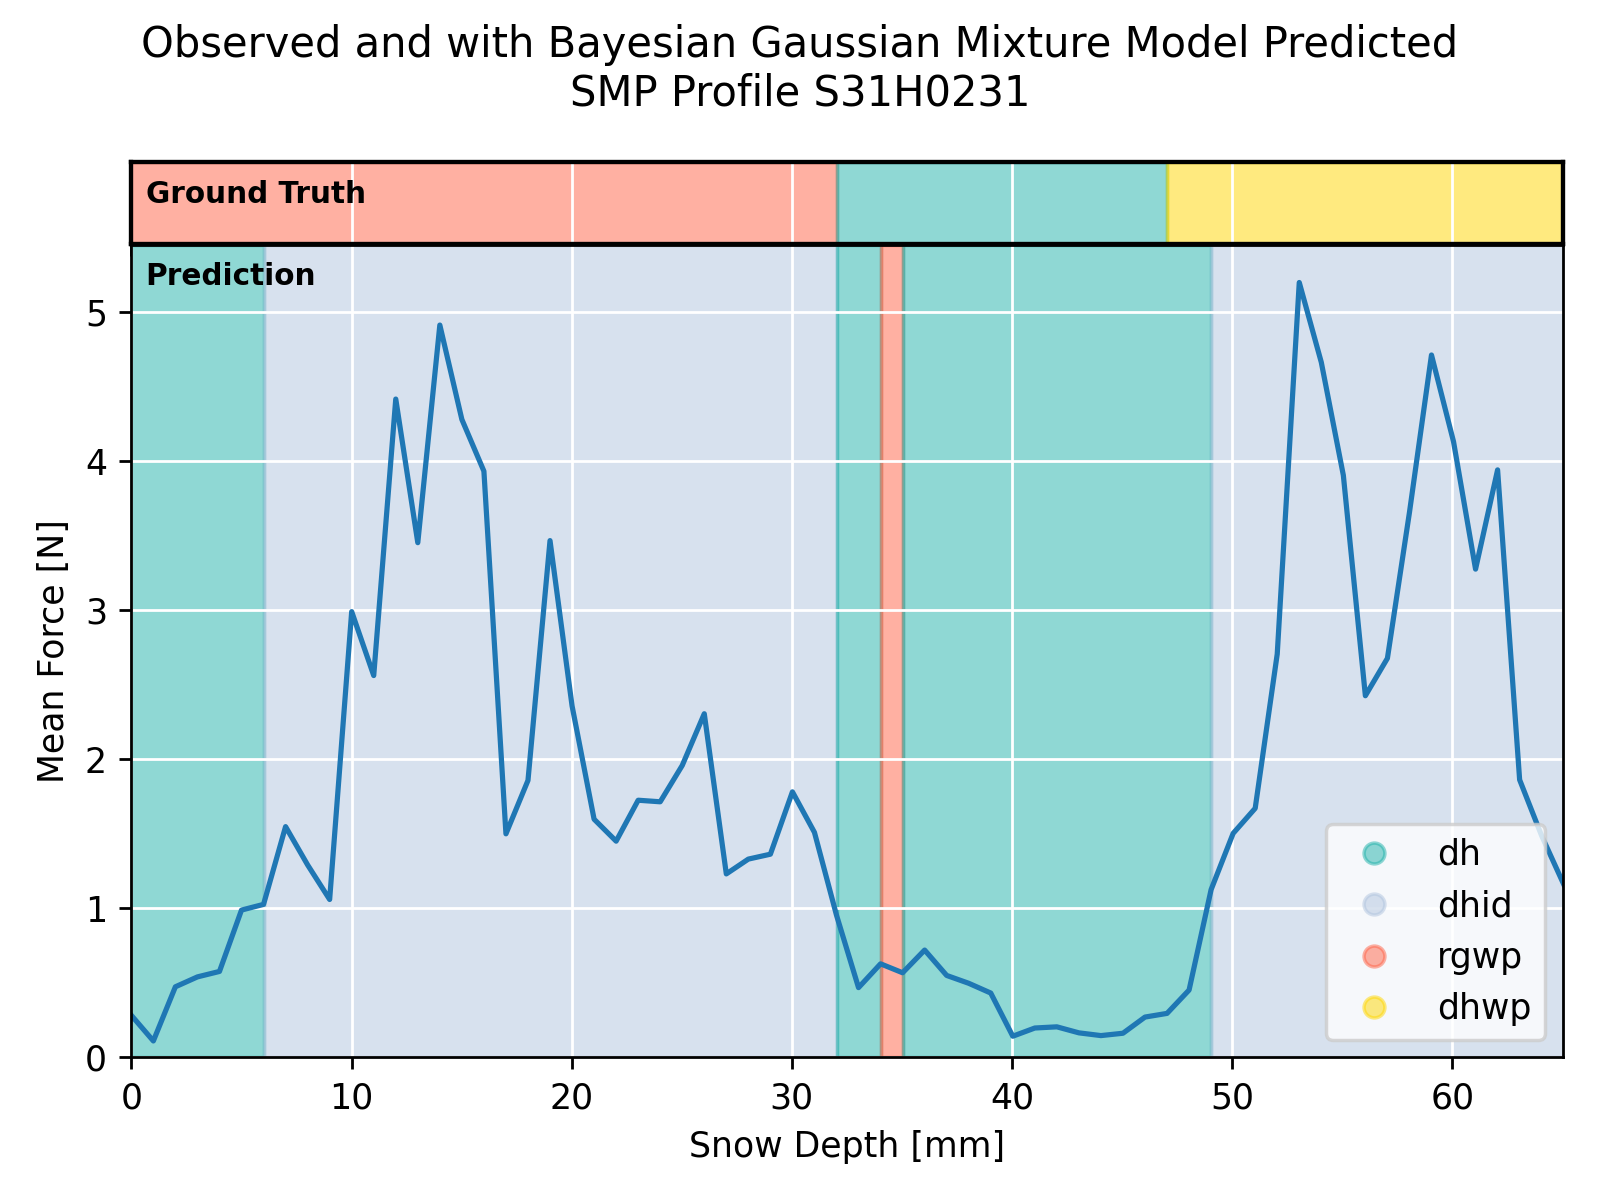 Observed and with Bayesian Gaussian Mixture Model Predicted
SMP Profile S31H0231
Ground Truth
Prediction
5
4
3
2
1
0
Mean Force [N]
dh
dhid
rgwp
dhwp
0 10 20 30 40 50 60
Snow Depth [mm]